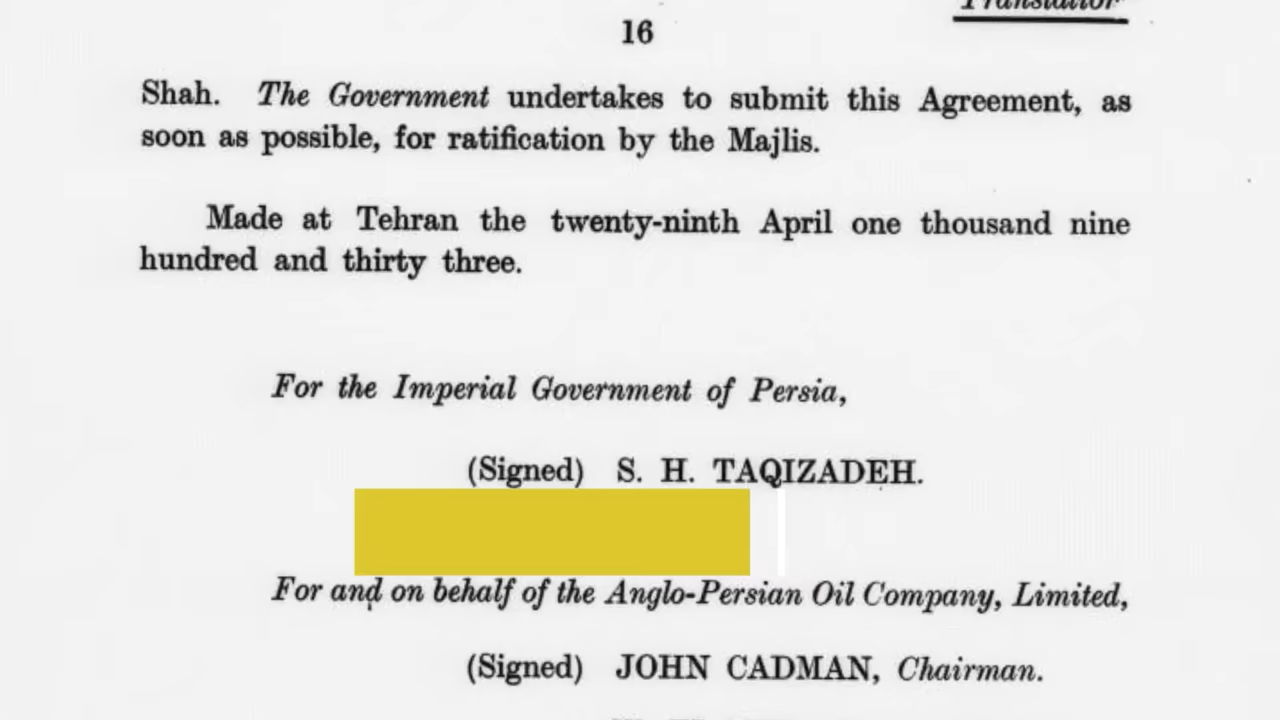 16
Shah. The Government undertakes to submit this Agreement, as
soon as possible, for ratification by the Majlis.
Made at Tehran the twenty-ninth April one thousand nine
hundred and thirty three.
For the Imperial Government of Persia,
(Signed) S. H. TAQIZADEH.
For and on behalf of the Anglo-Persian Oil Company, Limited,
(Signed) JOHN CADMAN, Chairman.